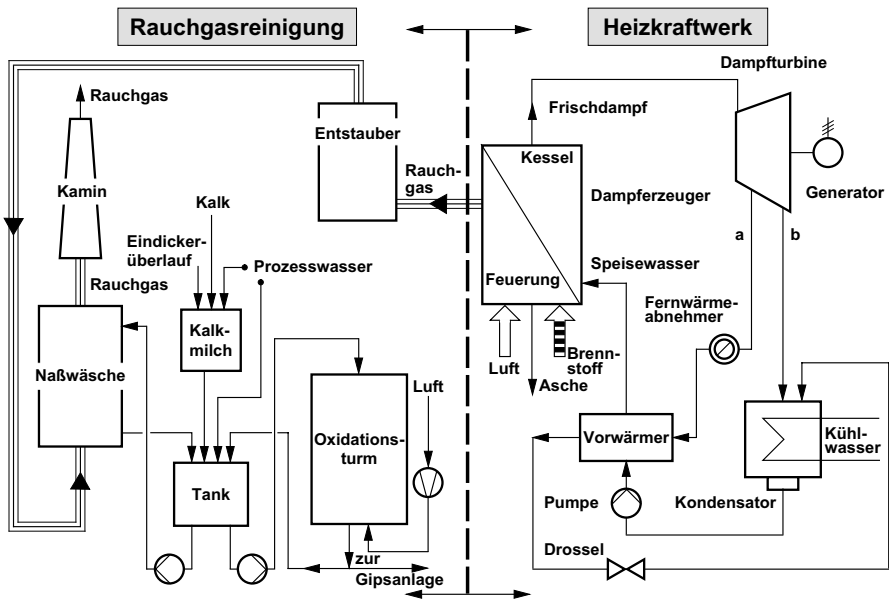 Rauchgasreinigung
Heizkraftwerk
Dampfturbine
Rauchgas
Frischdampf
Entstauber
Kessel
Rauch-
gas
Kamin
Dampferzeuger
Generator
Kalk
a
b
Eindicker-
überlauf
Prozesswasser
Speisewasser
Rauchgas
Feuerung
Fernwärme-
abnehmer
Kalk-
milch
Luft
Brenn-
stoff
Asche
Naßwäsche
Luft
Oxidations-
turm
Vorwärmer
Kühl-
wasser
Tank
Pumpe
Kondensator
Drossel
zur
Gipsanlage